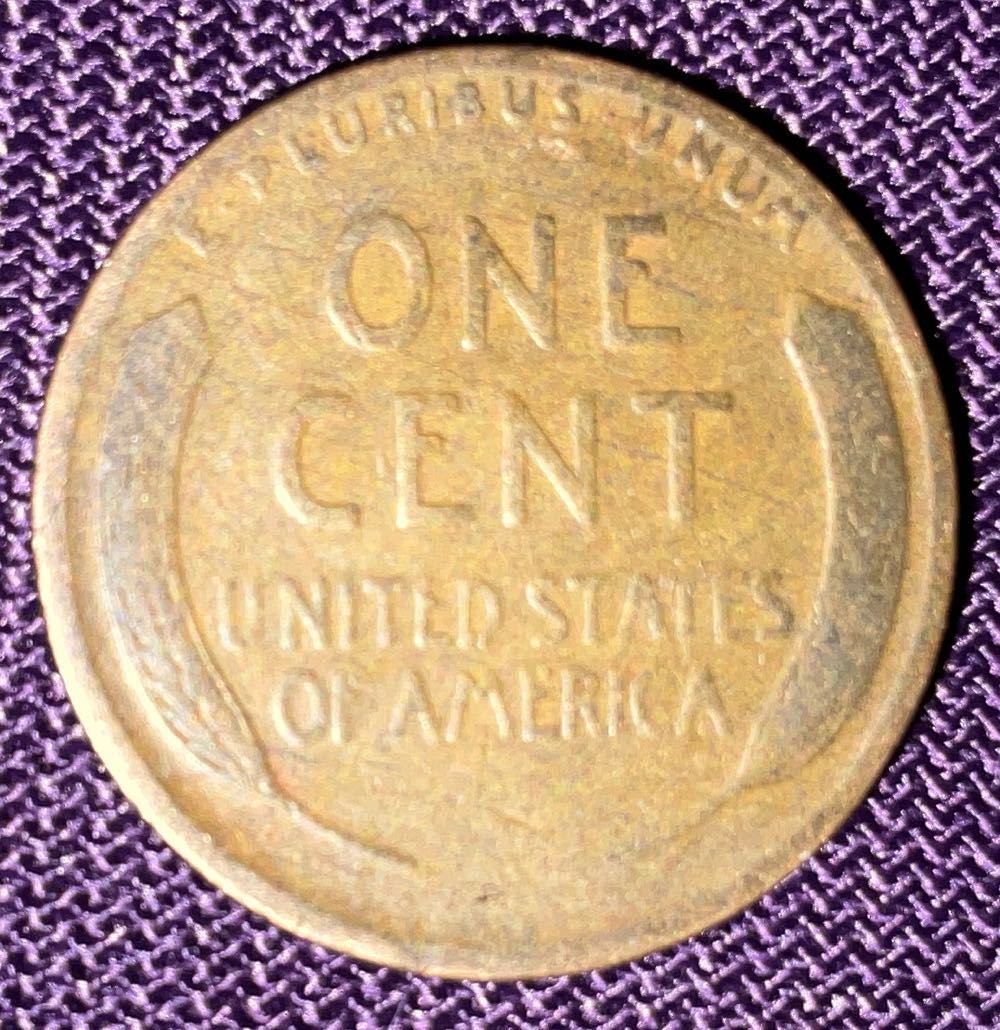 E · PLURIBUS · UNUM
ONE
CENT
UNITED STATES
OF AMERICA